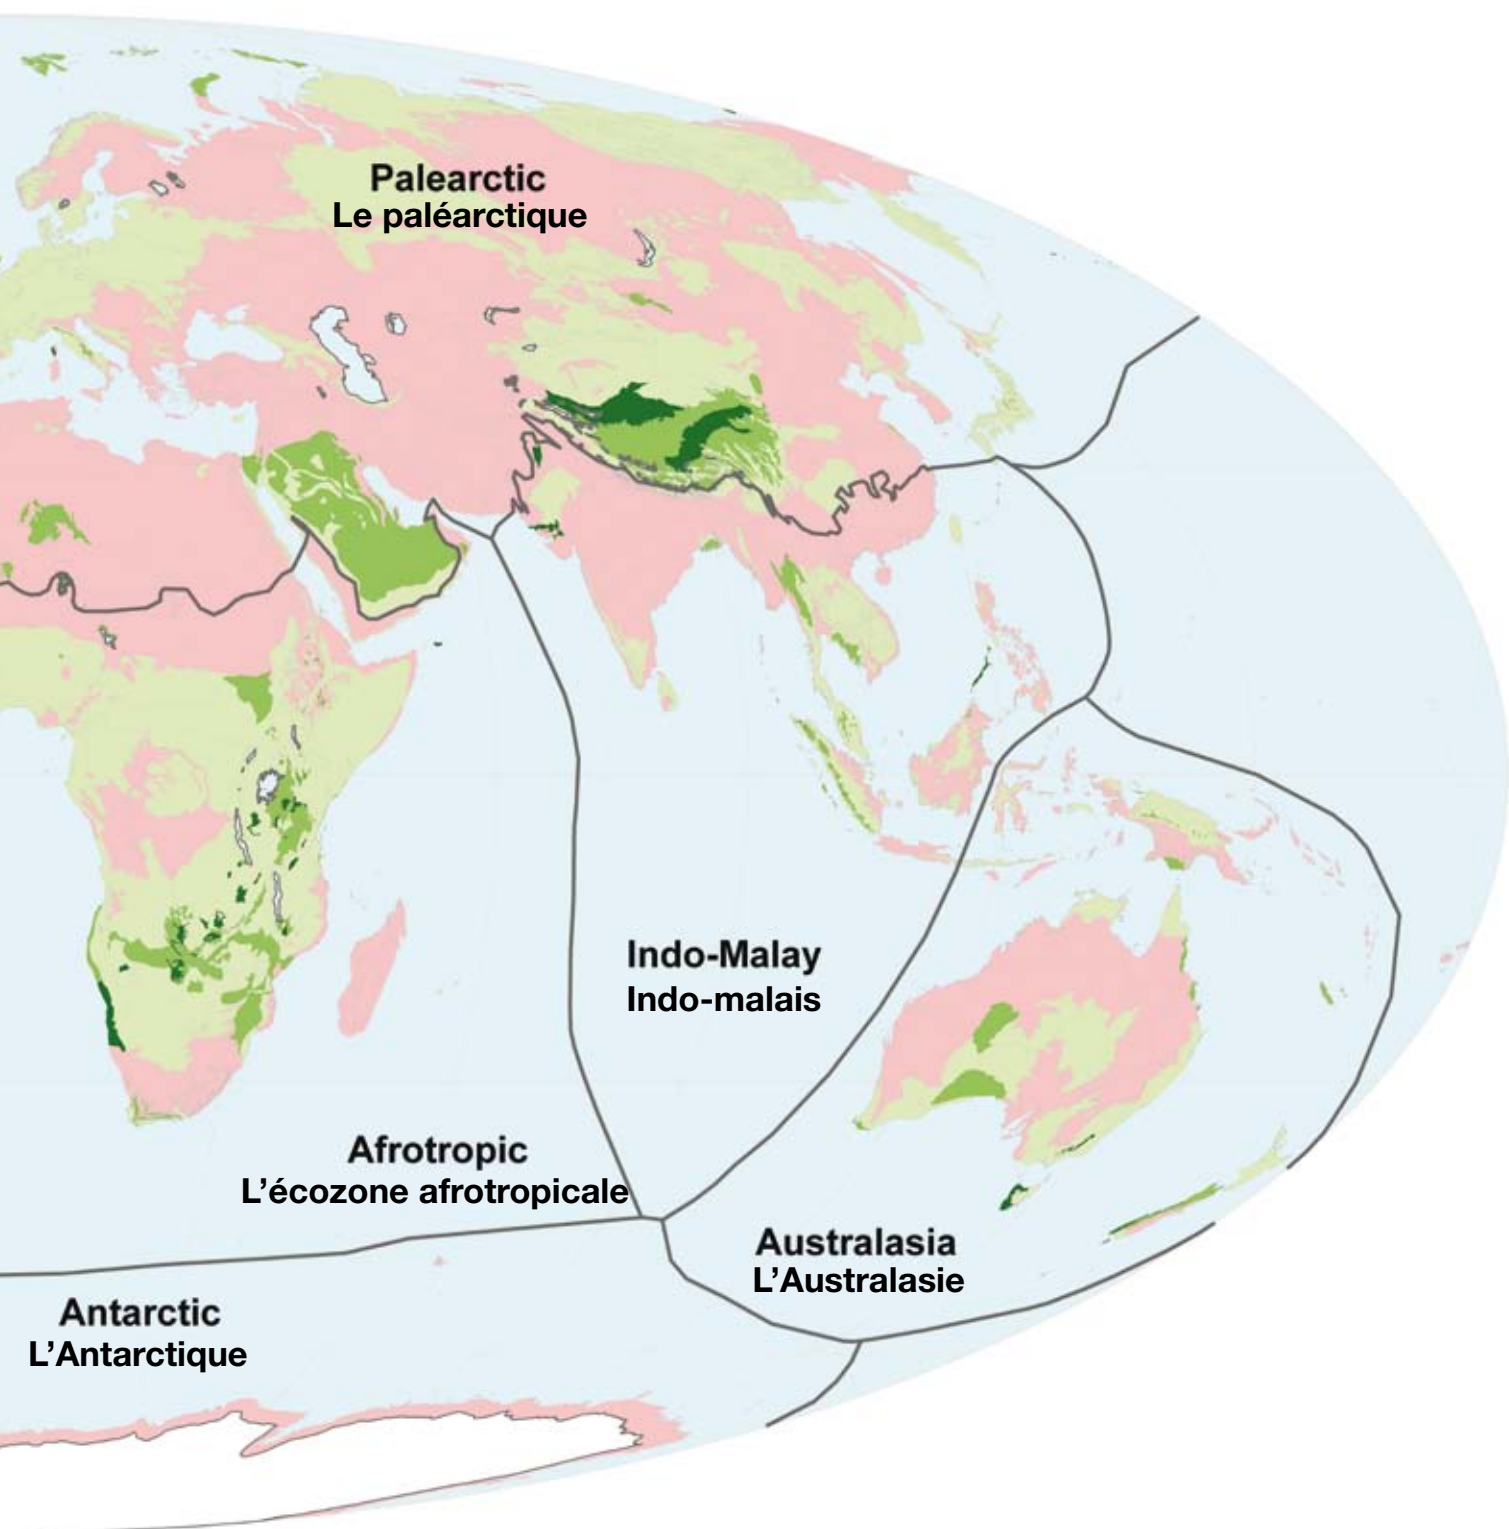 Palearctic
Le paléarctique
Indo-Malay
Indo-malais
Afrotropic
L'écozone afrotropicale
Australasia
L'Australasie
Antarctic
L'Antarctique